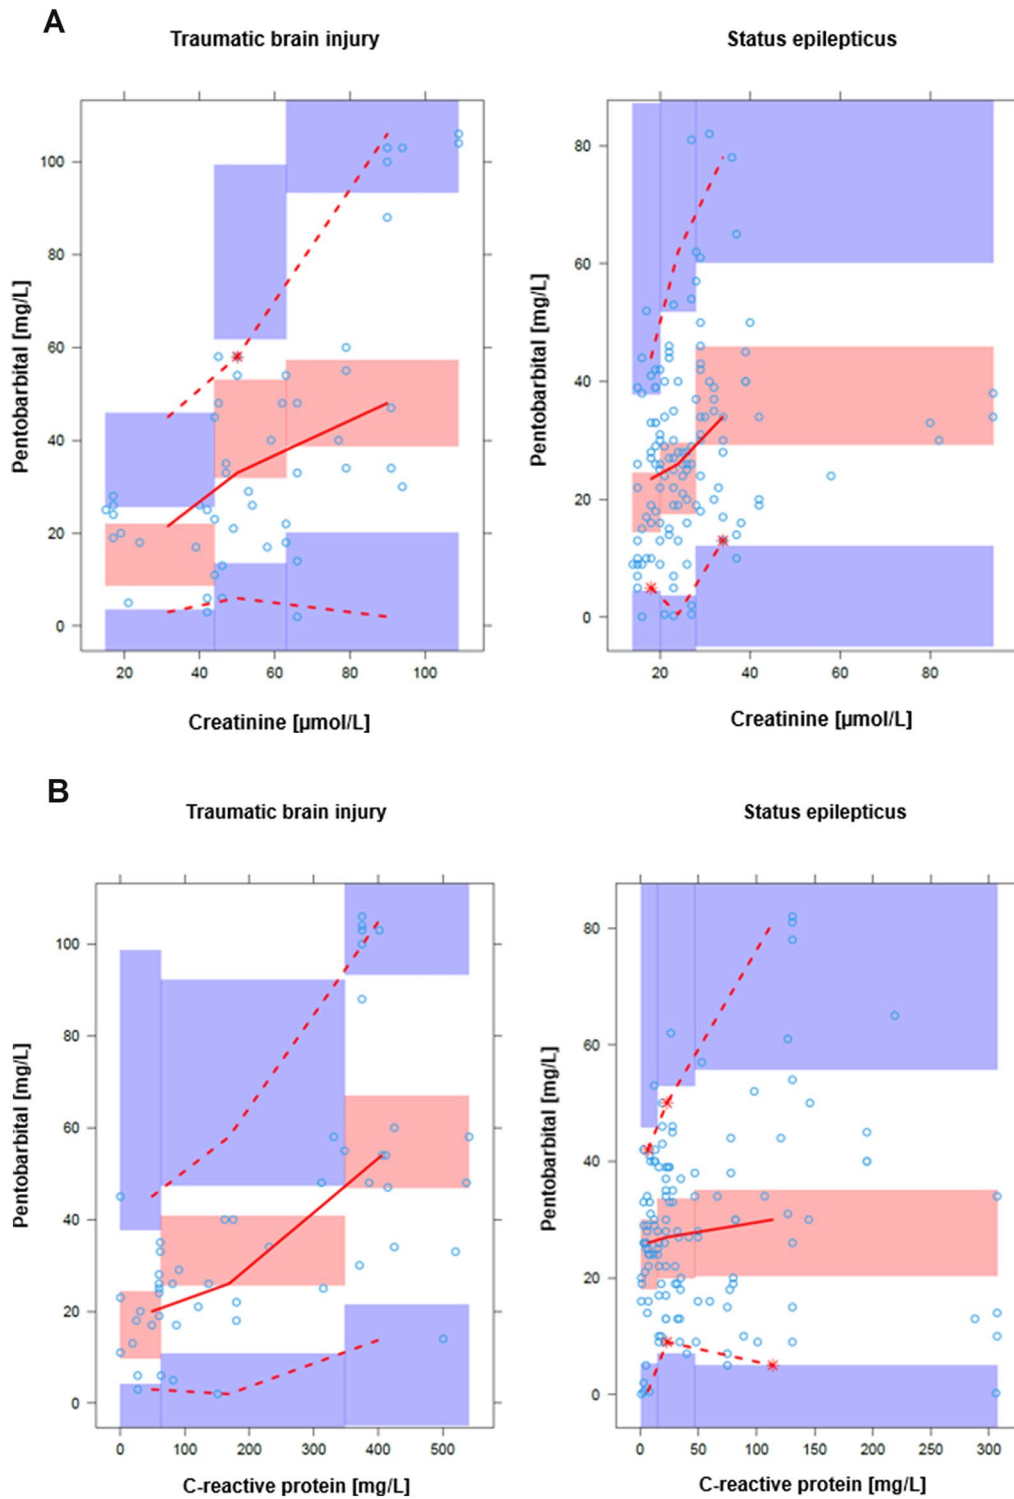 A
Traumatic brain injury Status epilepticus
100
80
60
40
20
0
Pentobarbital [mg/L]
20 40 60 80 100
Creatinine [µmol/L]
80
60
40
20
0
Pentobarbital [mg/L]
20 40 60 80
Creatinine [µmol/L]
B
Traumatic brain injury Status epilepticus
100
80
60
40
20
0
Pentobarbital [mg/L]
0 100 200 300 400 500
C-reactive protein [mg/L]
80
60
40
20
0
Pentobarbital [mg/L]
0 50 100 150 200 250 300
C-reactive protein [mg/L]